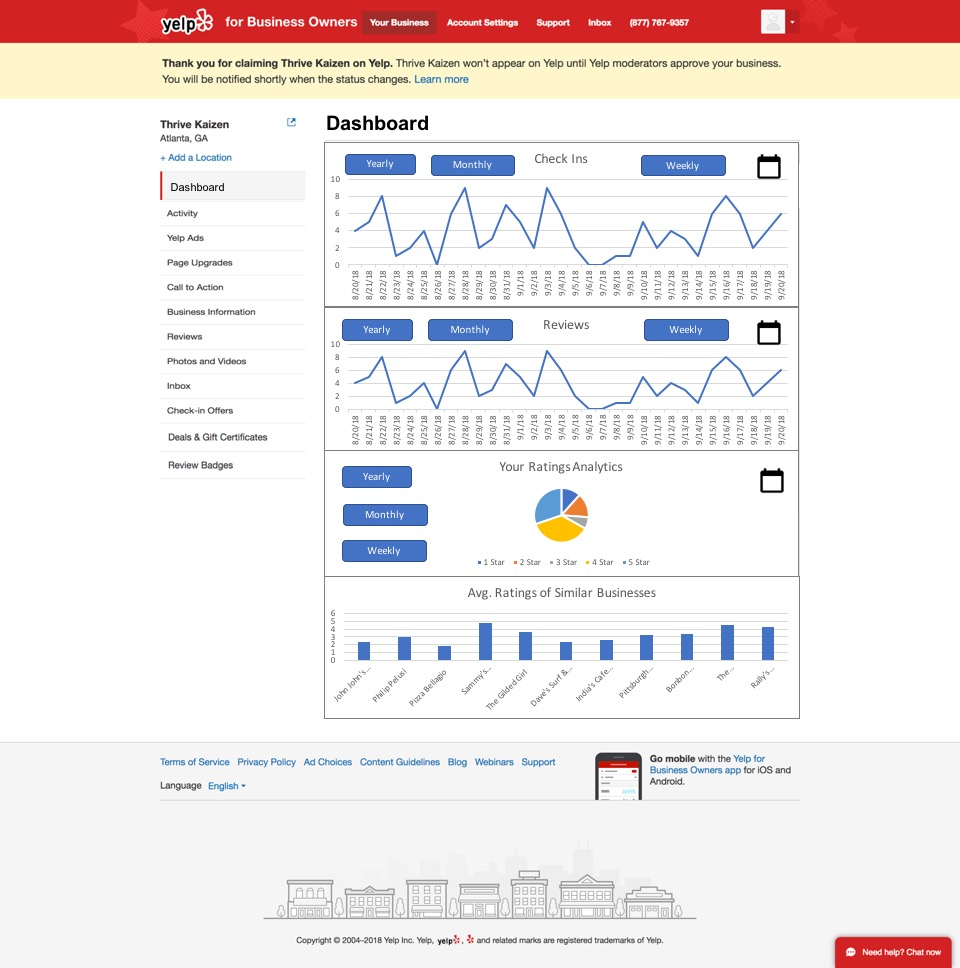 yelp for Business Owners Your Business Account Settings Support Inbox (877) 767-9357
Thank you for claiming Thrive Kaizen on Yelp. Thrive Kaizen won't appear on Yelp until Yelp moderators approve your business.
You will be notified shortly when the status changes. Learn more
Thrive Kaizen
Atlanta, GA
+ Add a Location
Dashboard
Activity
Yelp Ads
Page Upgrades
Call to Action
Business Information
Reviews
Photos and Videos
Inbox
Check-in Offers
Deals & Gift Certificates
Review Badges
Dashboard
Yearly Monthly Check Ins Weekly
10
8
6
4
2
0
8/20/18 8/21/18 8/22/18 8/23/18 8/24/18 8/25/18 8/26/18 8/27/18 8/28/18 8/29/18 8/30/18 8/31/18 9/1/18 9/2/18 9/3/18 9/4/18 9/5/18 9/6/18 9/7/18 9/8/18 9/9/18 9/10/18 9/11/18 9/12/18 9/13/18 9/14/18 9/15/18 9/16/18 9/17/18 9/18/18 9/19/18 9/20/18
Yearly Monthly Reviews Weekly
10
8
6
4
2
0
8/20/18 8/21/18 8/22/18 8/23/18 8/24/18 8/25/18 8/26/18 8/27/18 8/28/18 8/29/18 8/30/18 8/31/18 9/1/18 9/2/18 9/3/18 9/4/18 9/5/18 9/6/18 9/7/18 9/8/18 9/9/18 9/10/18 9/11/18 9/12/18 9/13/18 9/14/18 9/15/18 9/16/18 9/17/18 9/18/18 9/19/18 9/20/18
Your Ratings Analytics
Yearly
Monthly
Weekly
1 Star 2 Star 3 Star 4 Star 5 Star
Avg. Ratings of Similar Businesses
6
5
4
3
2
1
0
John John's... Philip Pelusi Pizza Bellagio Sammy's... The Gilded Girl Dave's Surf &... India's Cafe... Pittsburgh... Bonbon... The... Rally's...
Terms of Service Privacy Policy Ad Choices Content Guidelines Blog Webinars Support
Language English
Go mobile with the Yelp for
Business Owners app for iOS and
Android.
Copyright © 2004–2018 Yelp Inc. Yelp, yelp, and related marks are registered trademarks of Yelp.
Need help? Chat now